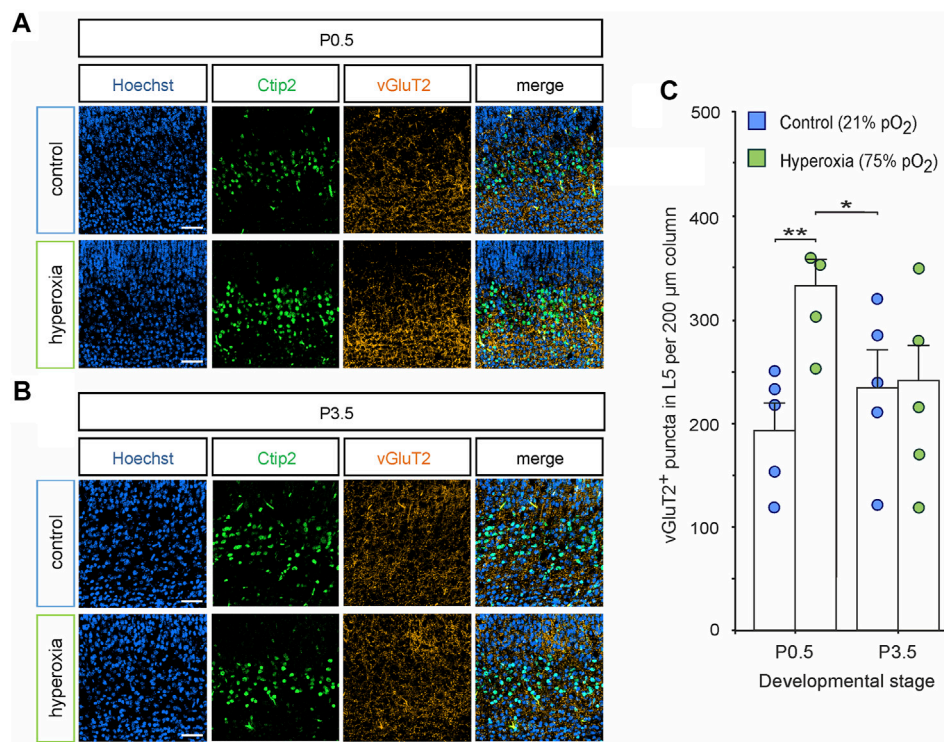 A
P0.5
Hoechst
Ctip2
vGluT2
merge
control
hyperoxia
B
P3.5
Hoechst
Ctip2
vGluT2
merge
control
hyperoxia
C
500
400
300
200
100
0
vGluT2+ puncta in L5 per 200 µm column
Control (21% pO2)
Hyperoxia (75% pO2)
*
**
P0.5 P3.5
Developmental stage